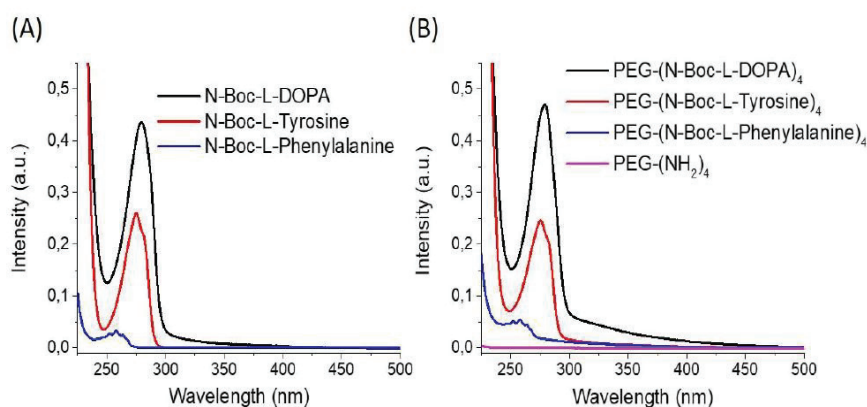 (A)
(B)
N-Boc-L-DOPA
N-Boc-L-Tyrosine
N-Boc-L-Phenylalanine
Intensity (a.u.)
0,5
0,4
0,3
0,2
0,1
0,0
250 300 350 400 450 500
Wavelength (nm)
PEG-(N-Boc-L-DOPA)₄
PEG-(N-Boc-L-Tyrosine)₄
PEG-(N-Boc-L-Phenylalanine)₄
PEG-(NH₂)₄
Intensity (a.u.)
0,5
0,4
0,3
0,2
0,1
0,0
250 300 350 400 450 500
Wavelength (nm)